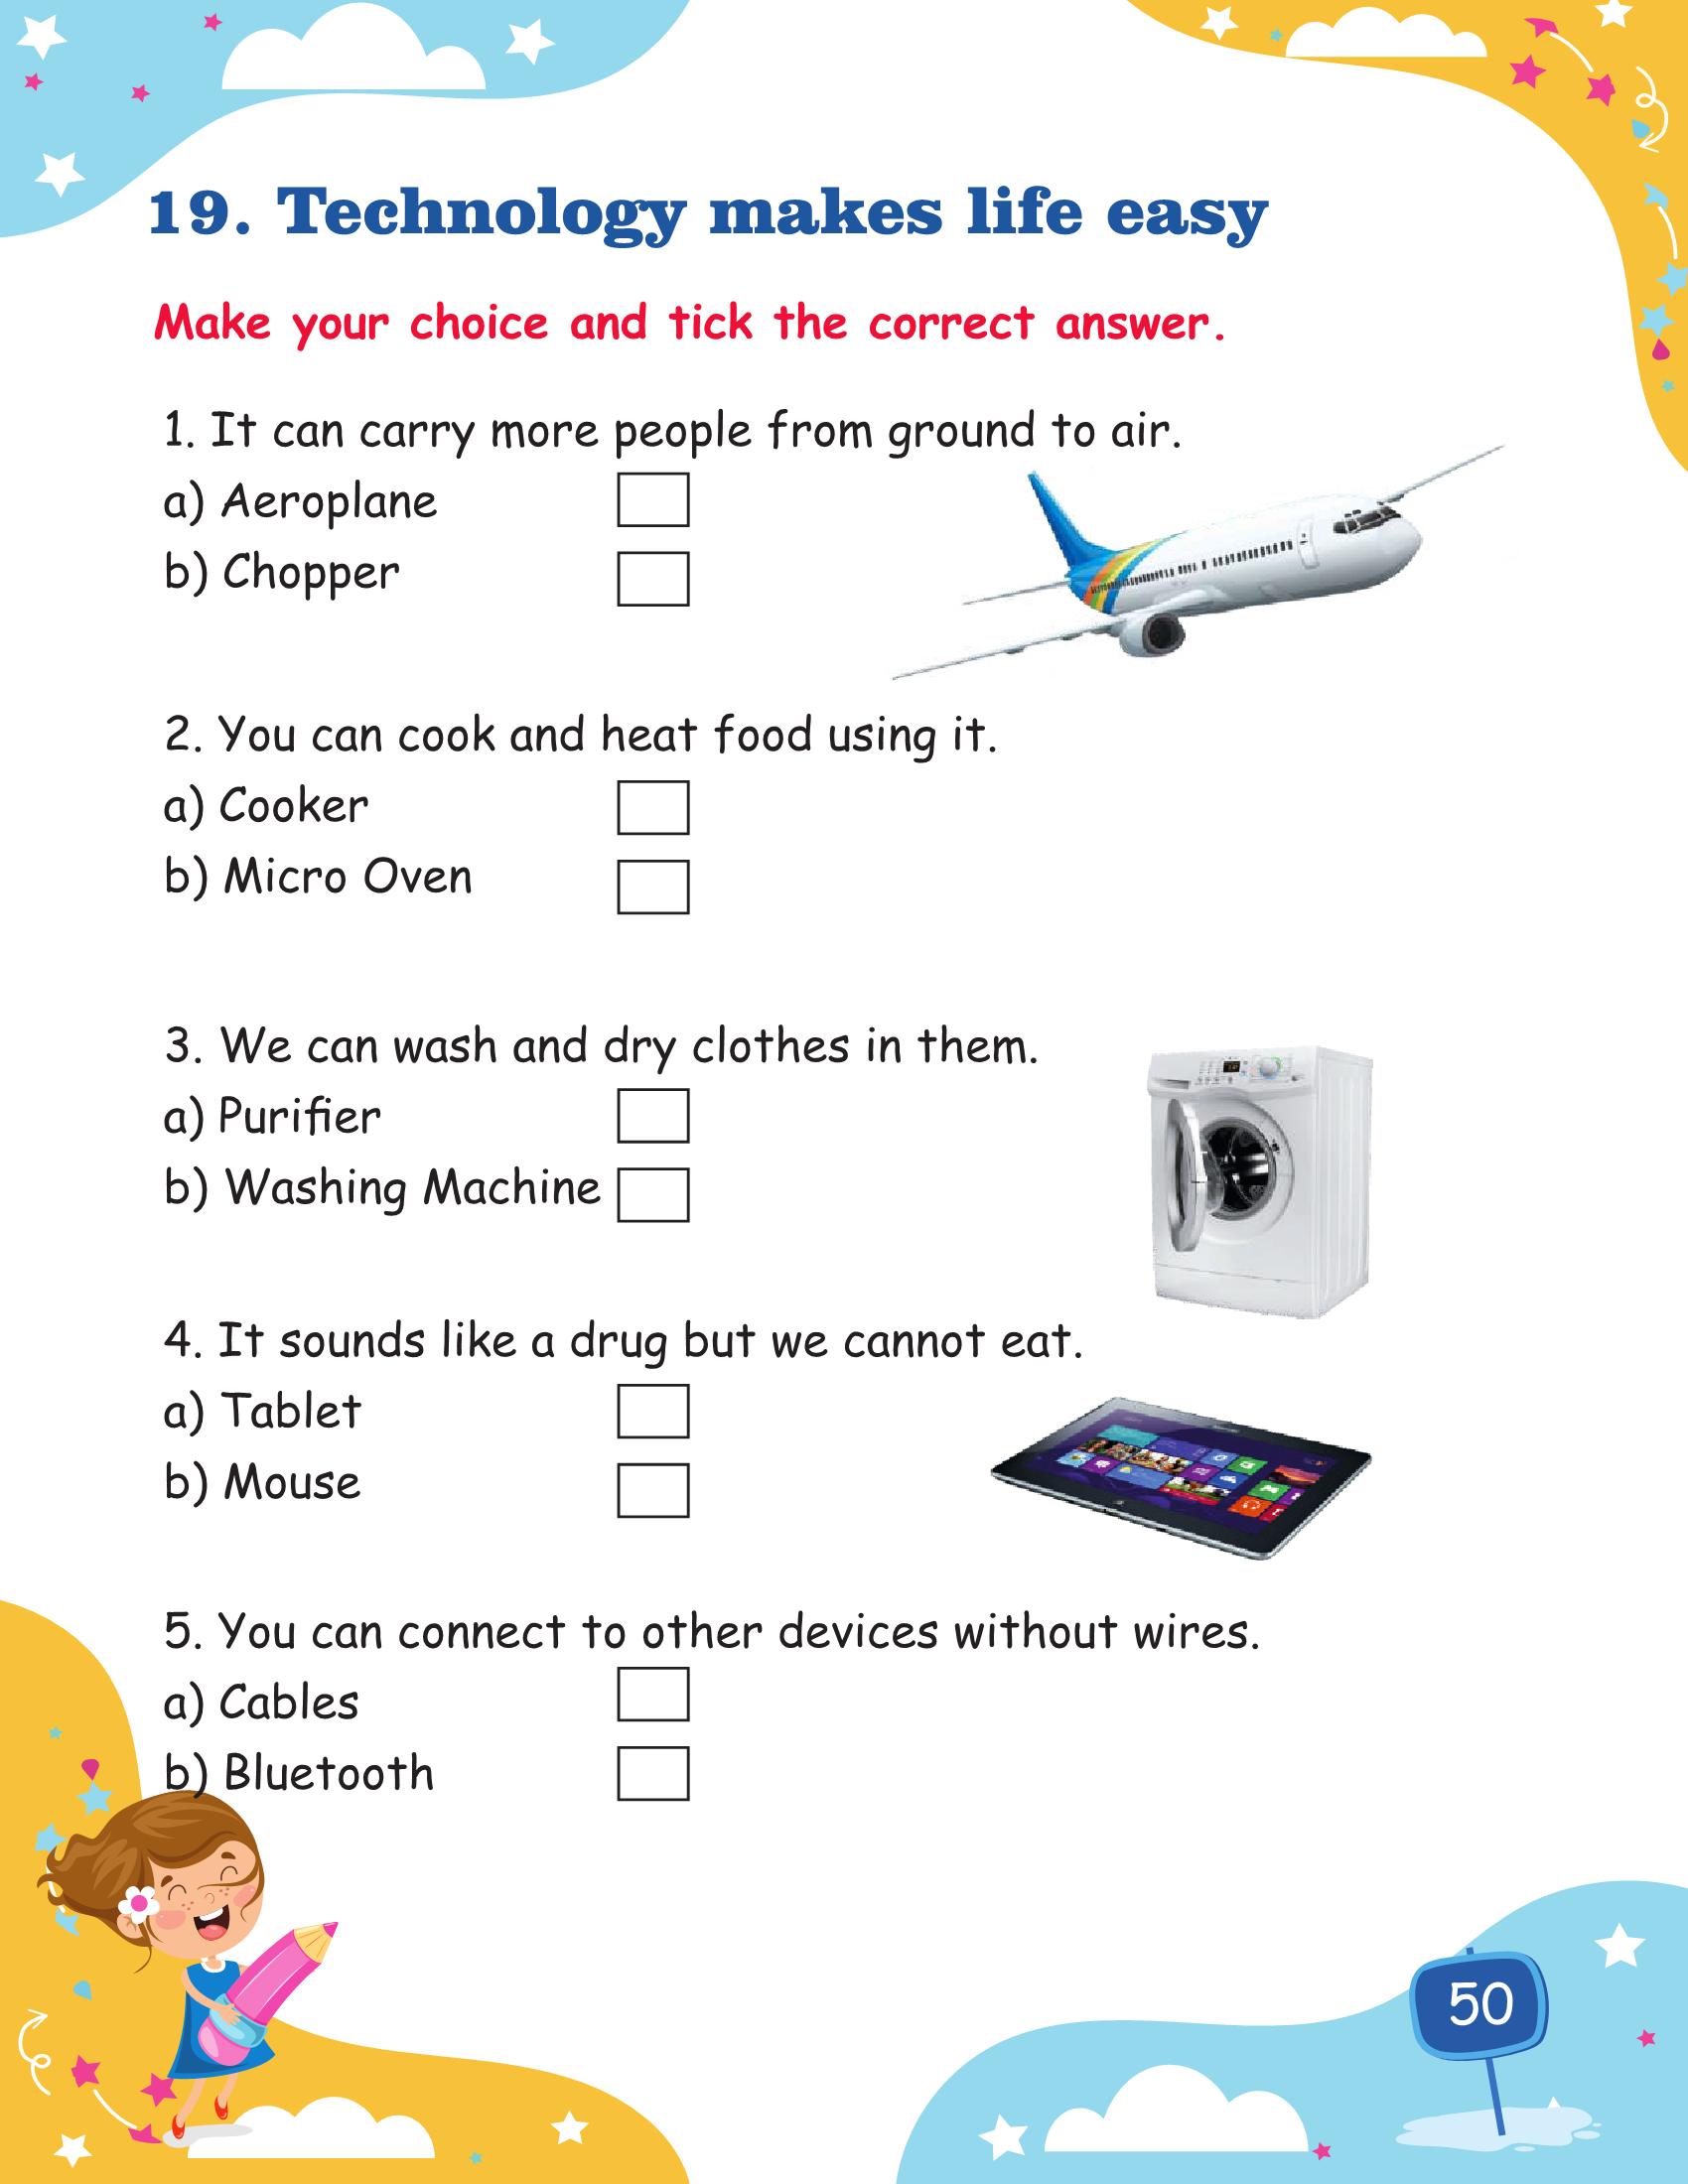 19. Technology makes life easy
Make your choice and tick the correct answer.
1. It can carry more people from ground to air.
a) Aeroplane
b) Chopper
2. You can cook and heat food using it.
a) Cooker
b) Micro Oven
3. We can wash and dry clothes in them.
a) Purifier
b) Washing Machine
4. It sounds like a drug but we cannot eat.
a) Tablet
b) Mouse
5. You can connect to other devices without wires.
a) Cables
b) Bluetooth
50